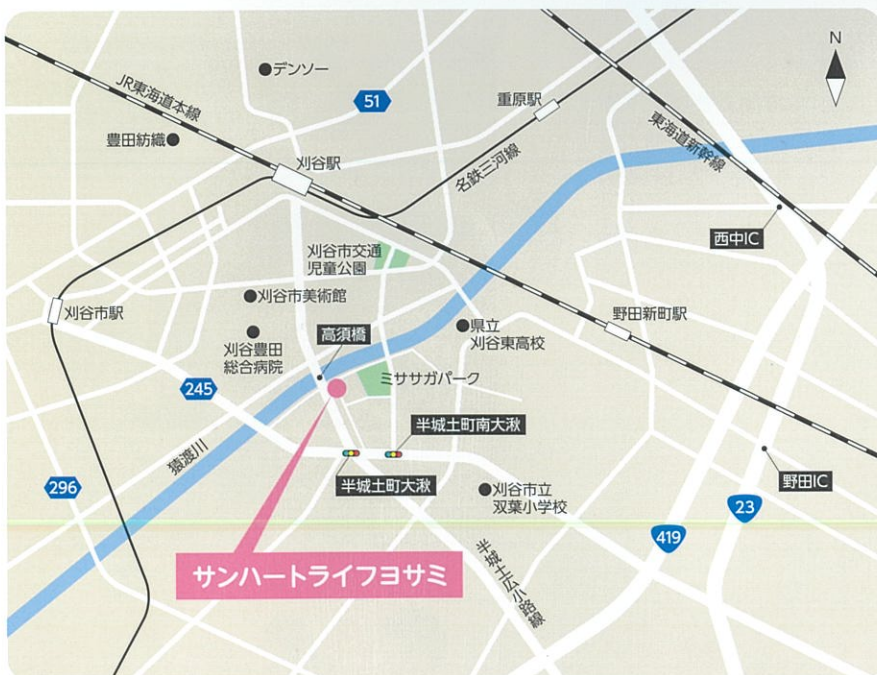 N
デンソー
JR東海道本線
51
重原駅
豊田紡織
刈谷駅
名鉄三河線
東海道新幹線
西中IC
刈谷市交通
児童公園
刈谷市美術館
刈谷市駅
県立
刈谷東高校
野田新町駅
高須橋
刈谷豊田
総合病院
ミササガパーク
245
半城土町南大湫
猿渡川
半城土町大湫
野田IC
296
刈谷市立
双葉小学校
23
419
半城土広小路線
サンハートライフヨサミ